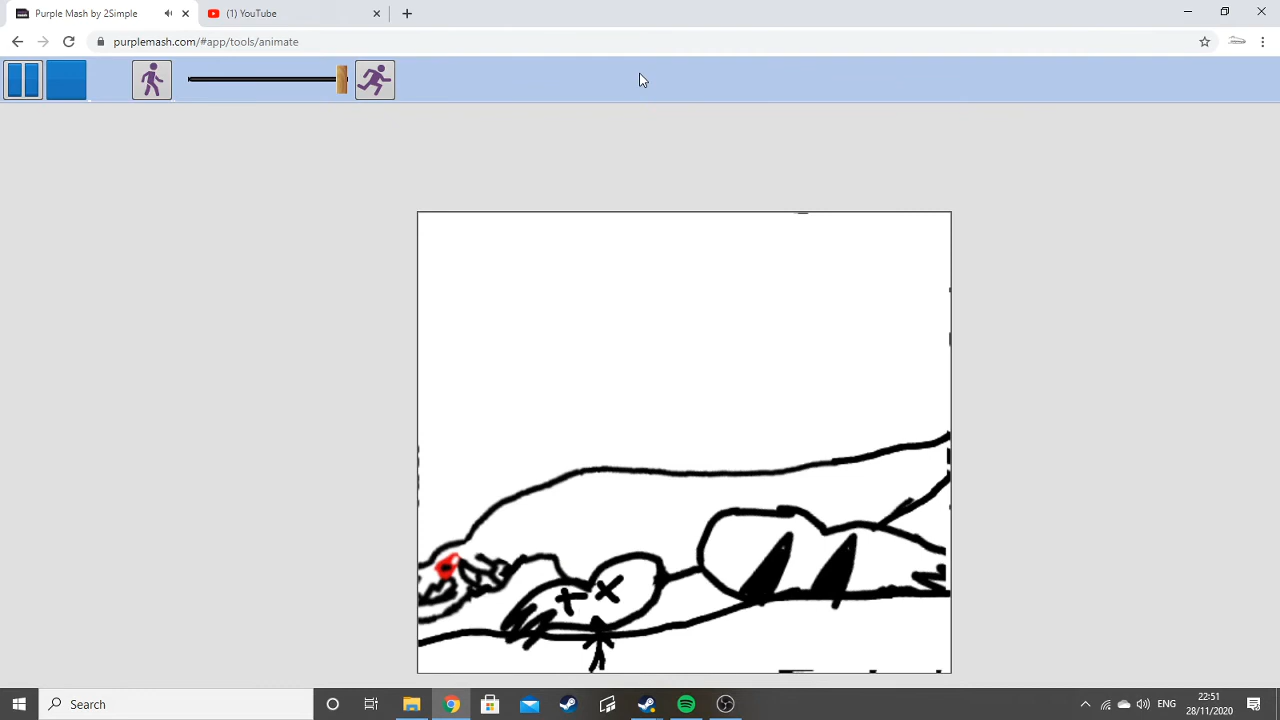 Purple Mash by 2Simple
(1) YouTube
purplemash.com/#app/tools/animate
Search
ENG
22:51
28/11/2020